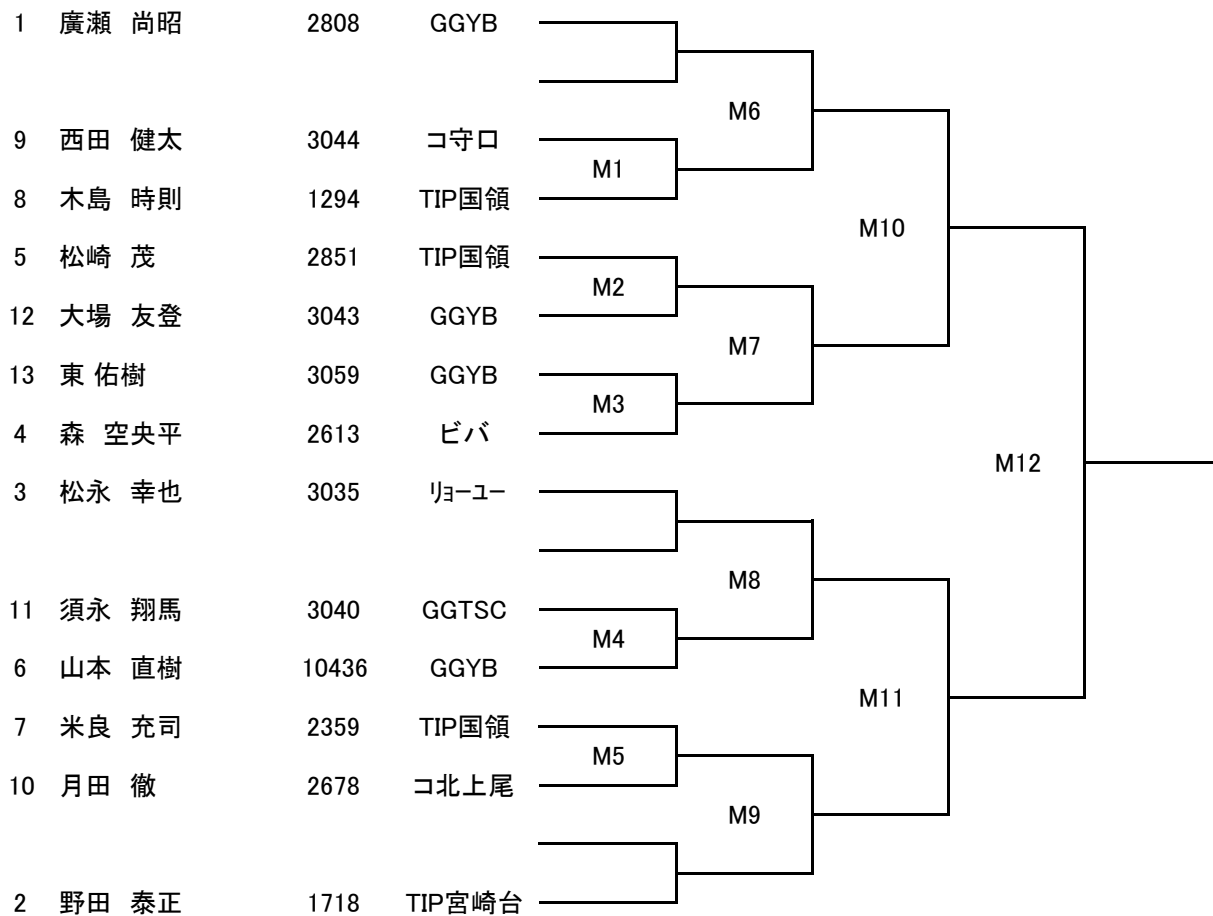 1 廣瀬 尚昭 2808 GGYB
M6
9 西田 健太 3044 コ守口
M1
8 木島 時則 1294 TIP国領
M10
5 松崎 茂 2851 TIP国領
M2
12 大場 友登 3043 GGYB
M7
13 東 佑樹 3059 GGYB
M3
4 森 空央平 2613 ビバ
M12
3 松永 幸也 3035 ﾘｮｰﾕｰ
M8
11 須永 翔馬 3040 GGTSC
M4
6 山本 直樹 10436 GGYB
M11
7 米良 充司 2359 TIP国領
M5
10 月田 徹 2678 コ北上尾
M9
2 野田 泰正 1718 TIP宮崎台